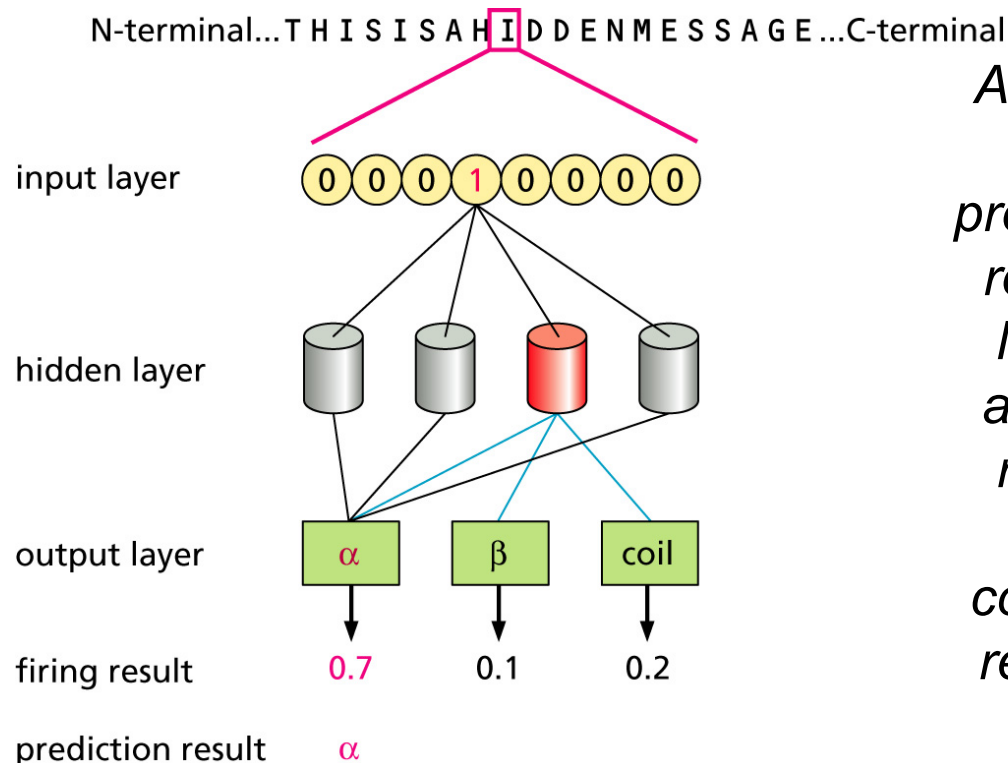 N-terminal...THISISAHIDDENMESSAGE...C-terminal
input layer
0 0 0 1 0 0 0 0
hidden layer
output layer
α β coil
firing result 0.7 0.1 0.2
prediction result α